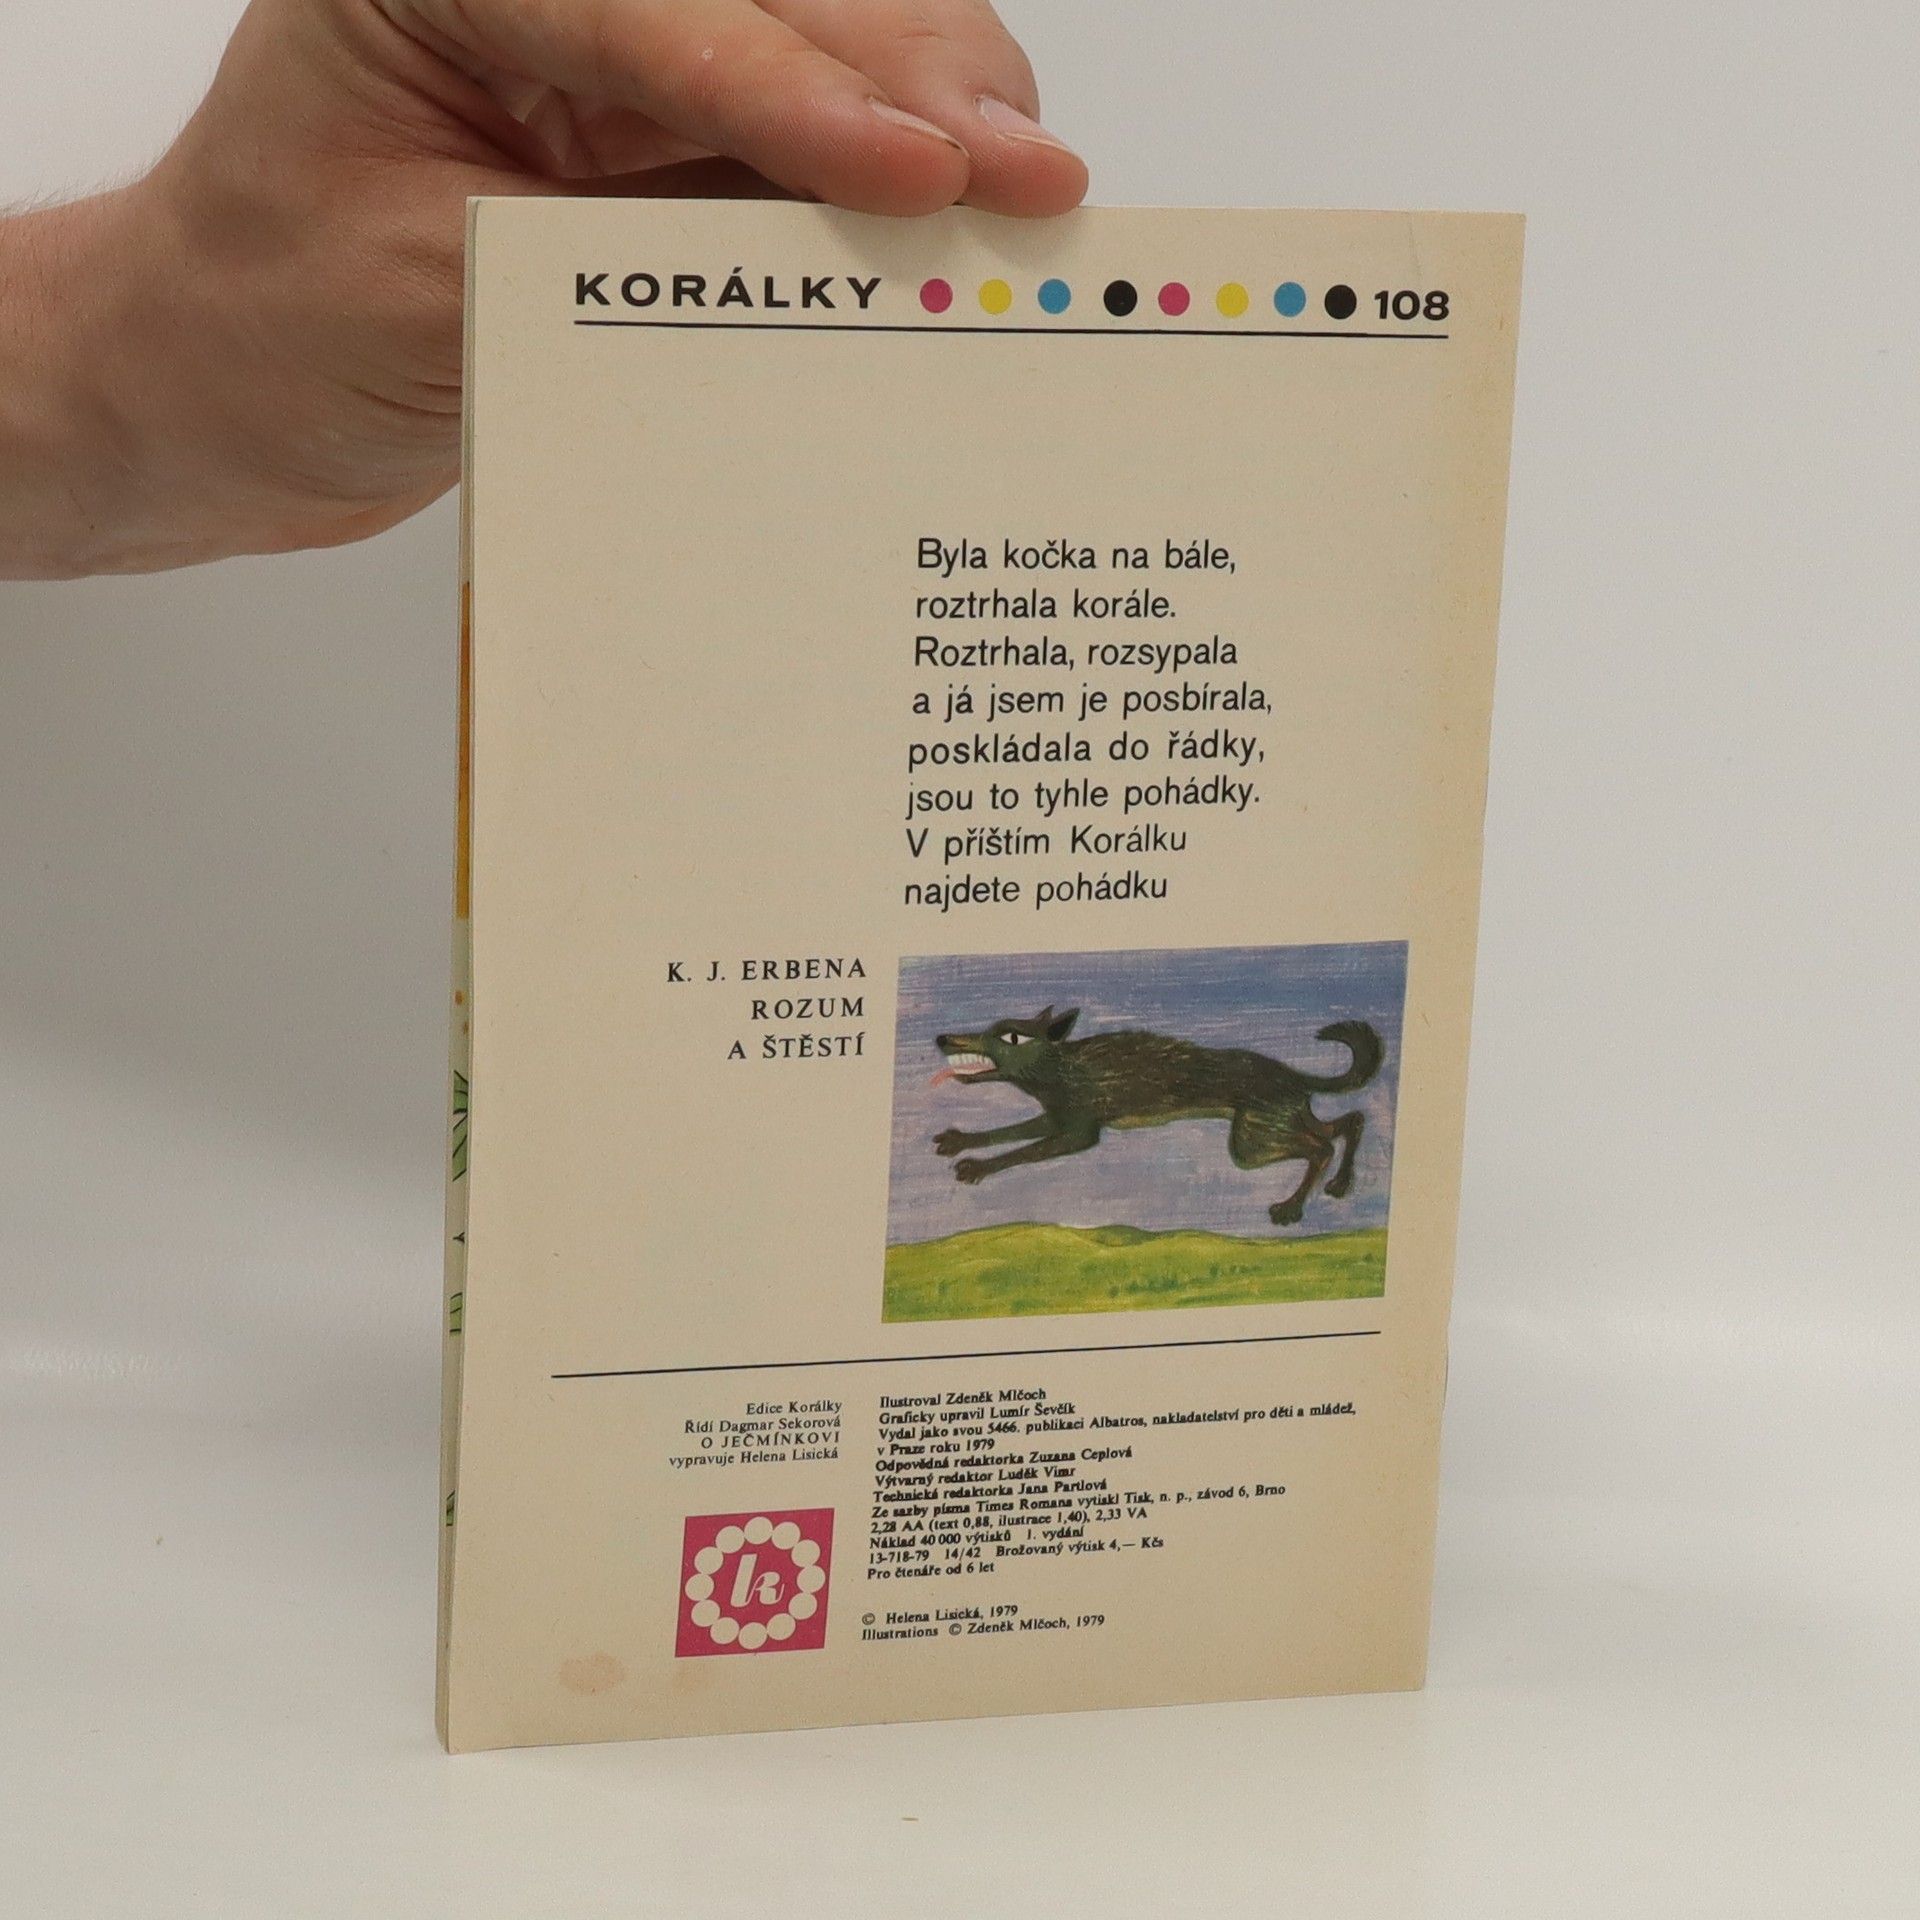 KORÁLKY 108
Byla kočka na bále,
roztrhala korále.
Roztrhala, rozsypala
a já jsem je posbírala,
poskládala do řádky,
jsou to tyhle pohádky.
V příštím Korálku
najdete pohádku
K. J. ERBENA
ROZUM
A ŠTĚSTÍ
Edice Korálky
Řídí Dagmar Sekorová
O JEČMÍNKOVI
vypravuje Helena Lisická
k
Ilustroval Zdeněk Mlčoch
Graficky upravil Lumír Ševčík
Vydal jako svou 5466. publikaci Albatros, nakladatelství pro děti a mládež,
v Praze roku 1979
Odpovědná redaktorka Zuzana Ceplová
Výtvarný redaktor Luděk Vimr
Technická redaktorka Jana Partlová
Ze sazby písma Times Romana vytiskl Tisk, n. p., závod 6, Brno
2,28 AA (text 0,88, ilustrace 1,40), 2,33 VA
Náklad 40 000 výtisků 1. vydání
13-718-79 14/42 Brožovaný výtisk 4,— Kčs
Pro čtenáře od 6 let
© Helena Lisická, 1979
Illustrations © Zdeněk Mlčoch, 1979